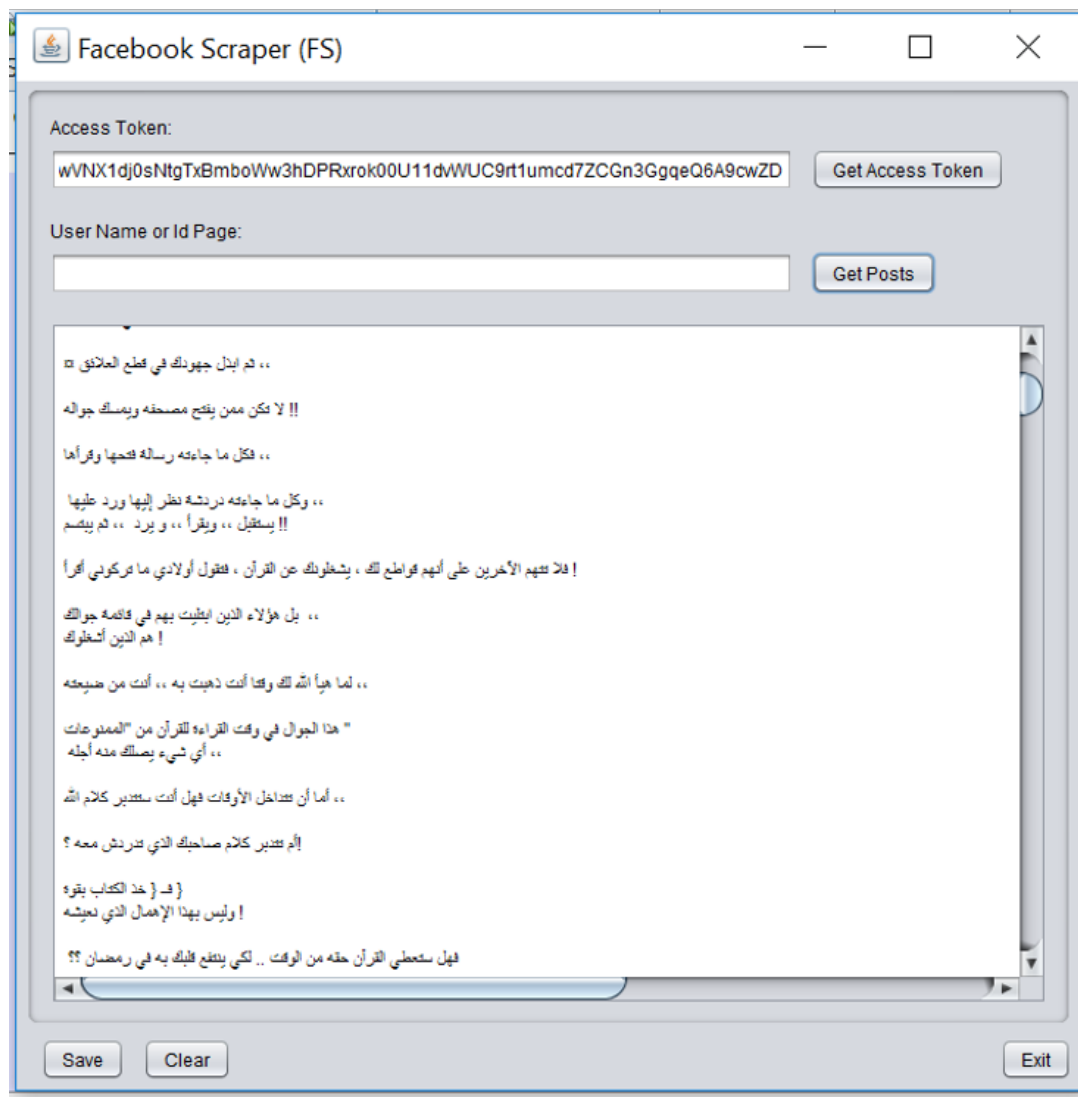 Facebook Scraper (FS)
Access Token:
wVNX1dj0sNtgTxBmboWw3hDPRxrok00U11dvWUC9rt1umcd7ZCGn3GgqeQ6A9cwZD
Get Access Token
User Name or Id Page:
Get Posts
،، ثم ابذل جهودك في قطع العلائق ¤
!! لا تكن ممن يفتح مصحفه ويمسك جواله
،، فكل ما جاءته رسالة فتحها وقرأها
،، وكل ما جاءته دردشة نظر إليها ورد عليها
!! يستقبل ،، ويقرأ ،، و يرد ،، ثم يبتسم
! فلا تتهم الأخرين على أنهم قواطع لك ، يشغلونك عن القرآن ، فتقول أولادي ما تركوني أقرأ
،، بل هؤلاء الذين ابتليت بهم في قائمة جوالك
! هم الذين أشغلوك
،، لما هيأ الله لك وقتا أنت ذهبت به ،، أنت من ضيعته
" هذا الجوال في وقت القراءة للقرآن من "الممنوعات
،، أي شيء يصلك منه أجله
،، أما أن تتداخل الأوقات فهل أنت ستتدبر كلام الله
!أم تتدبر كلام صاحبك الذي تدردش معه ؟
{ فـ { خذ الكتاب بقوة
! وليس بهذا الإهمال الذي نعيشه
فهل ستعطي القرآن حقه من الوقت .. لكي ينتفع قلبك به في رمضان ؟؟
Save
Clear
Exit